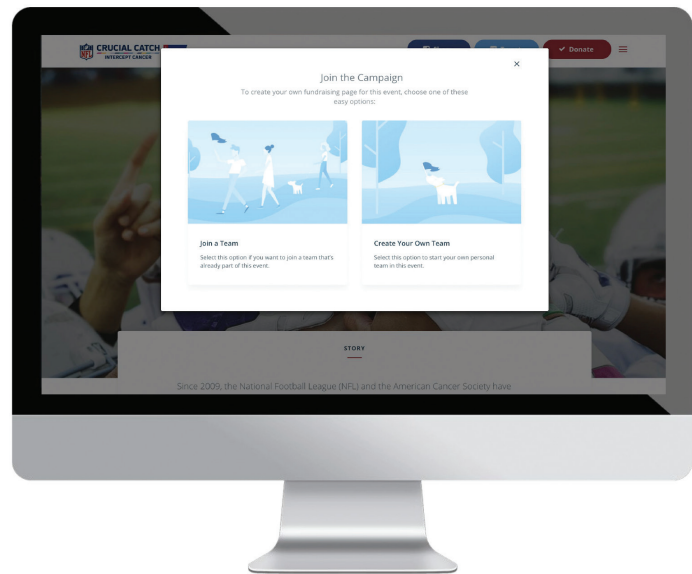 CRUCIAL CATCH
INTERCEPT CANCER
NFL
Donate
Join the Campaign
To create your own fundraising page for this event, choose one of these
easy options:
Join a Team
Select this option if you want to join a team that's
already part of this event.
Create Your Own Team
Select this option to start your own personal
team in this event.
STORY
Since 2009, the National Football League (NFL) and the American Cancer Society have